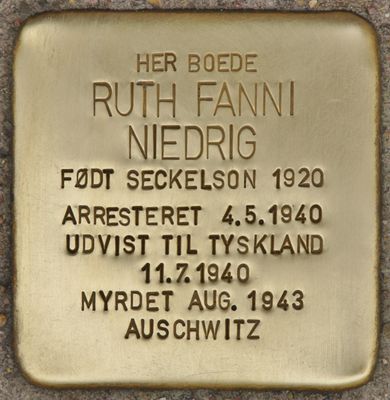 HER BOEDE
RUTH FANNI
NIEDRIG
FØDT SECKELSON 1920
ARRESTERET 4.5.1940
UDVIST TIL TYSKLAND
11.7.1940
MYRDET AUG. 1943
AUSCHWITZ